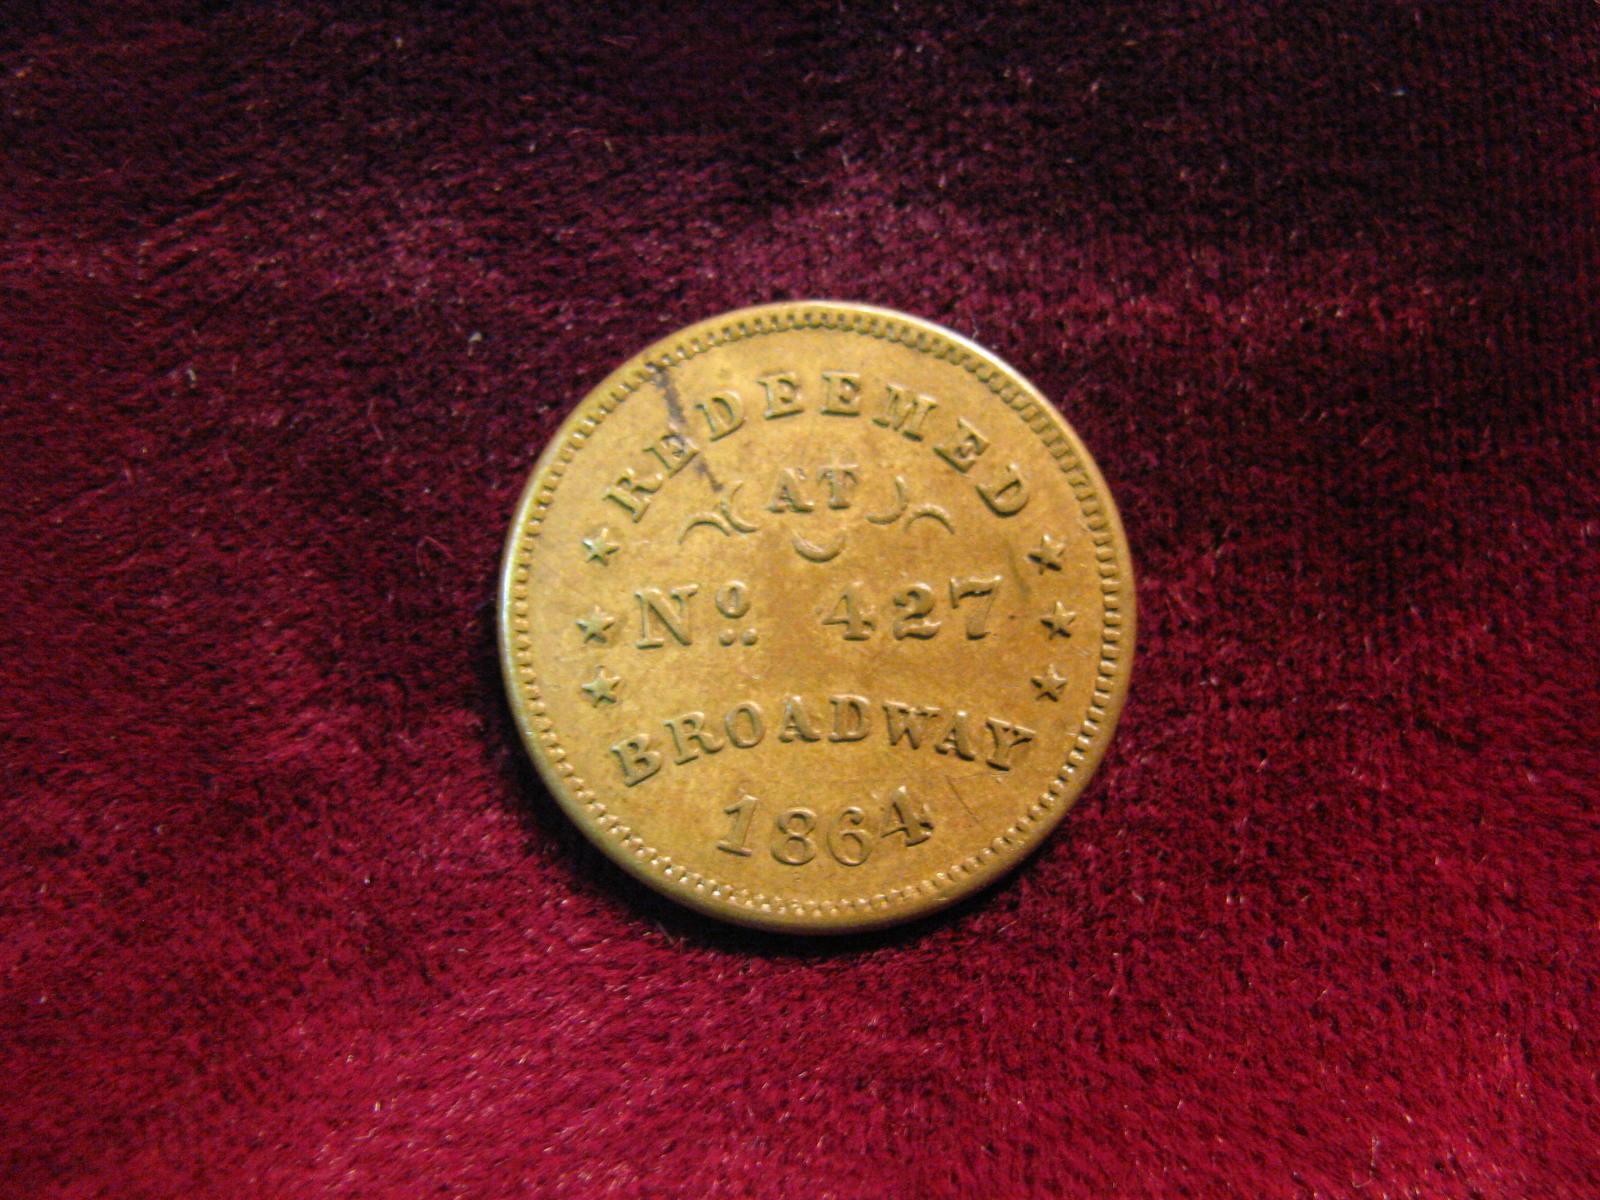 REDEEMED
AT
No. 427
BROADWAY
1864